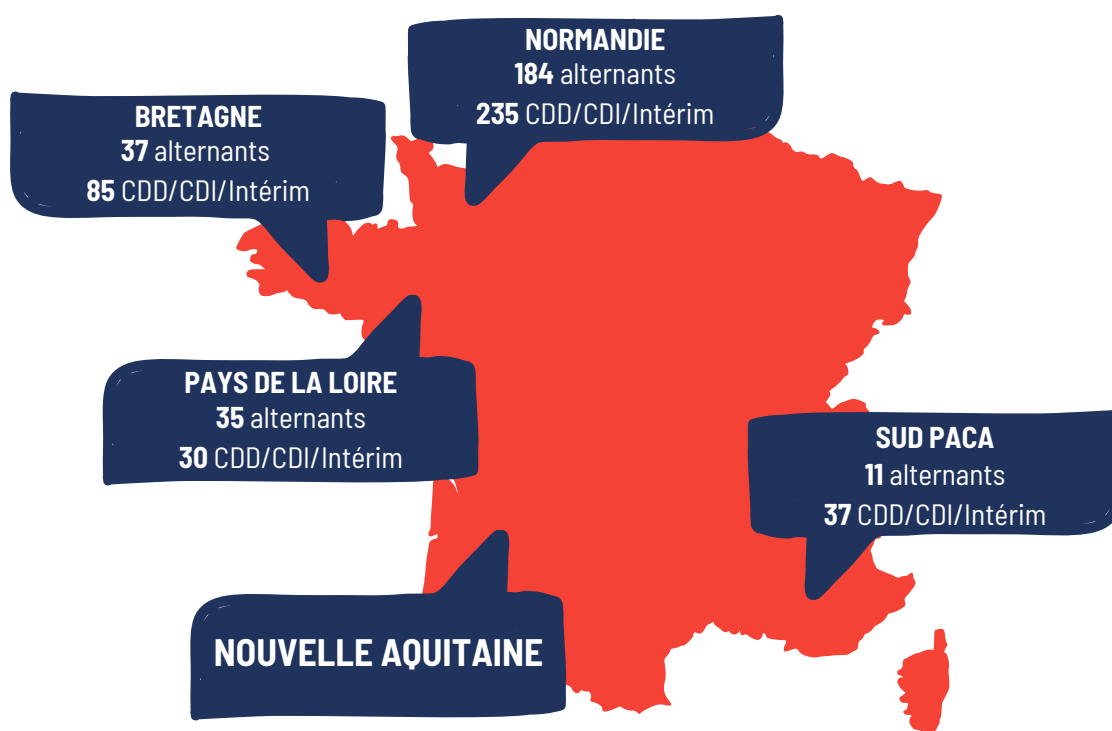 NORMANDIE
184 alternants
235 CDD/CDI/Intérim
BRETAGNE
37 alternants
85 CDD/CDI/Intérim
PAYS DE LA LOIRE
35 alternants
30 CDD/CDI/Intérim
SUD PACA
11 alternants
37 CDD/CDI/Intérim
NOUVELLE AQUITAINE